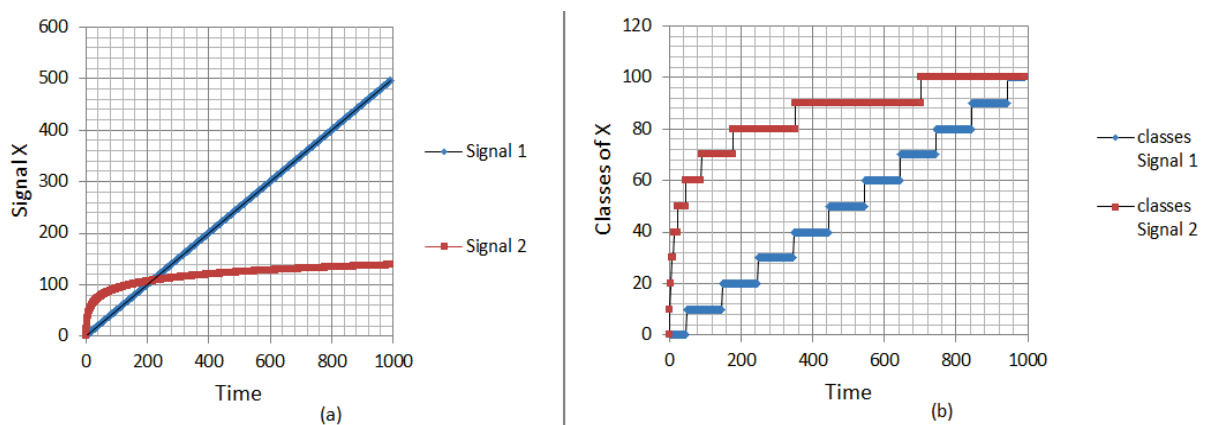 Signal X
600
500
400
300
200
100
0
0 200 400 600 800 1000
Time
(a)
Signal 1
Signal 2
Classes of X
120
100
80
60
40
20
0
0 200 400 600 800 1000
Time
(b)
classes
Signal 1
classes
Signal 2